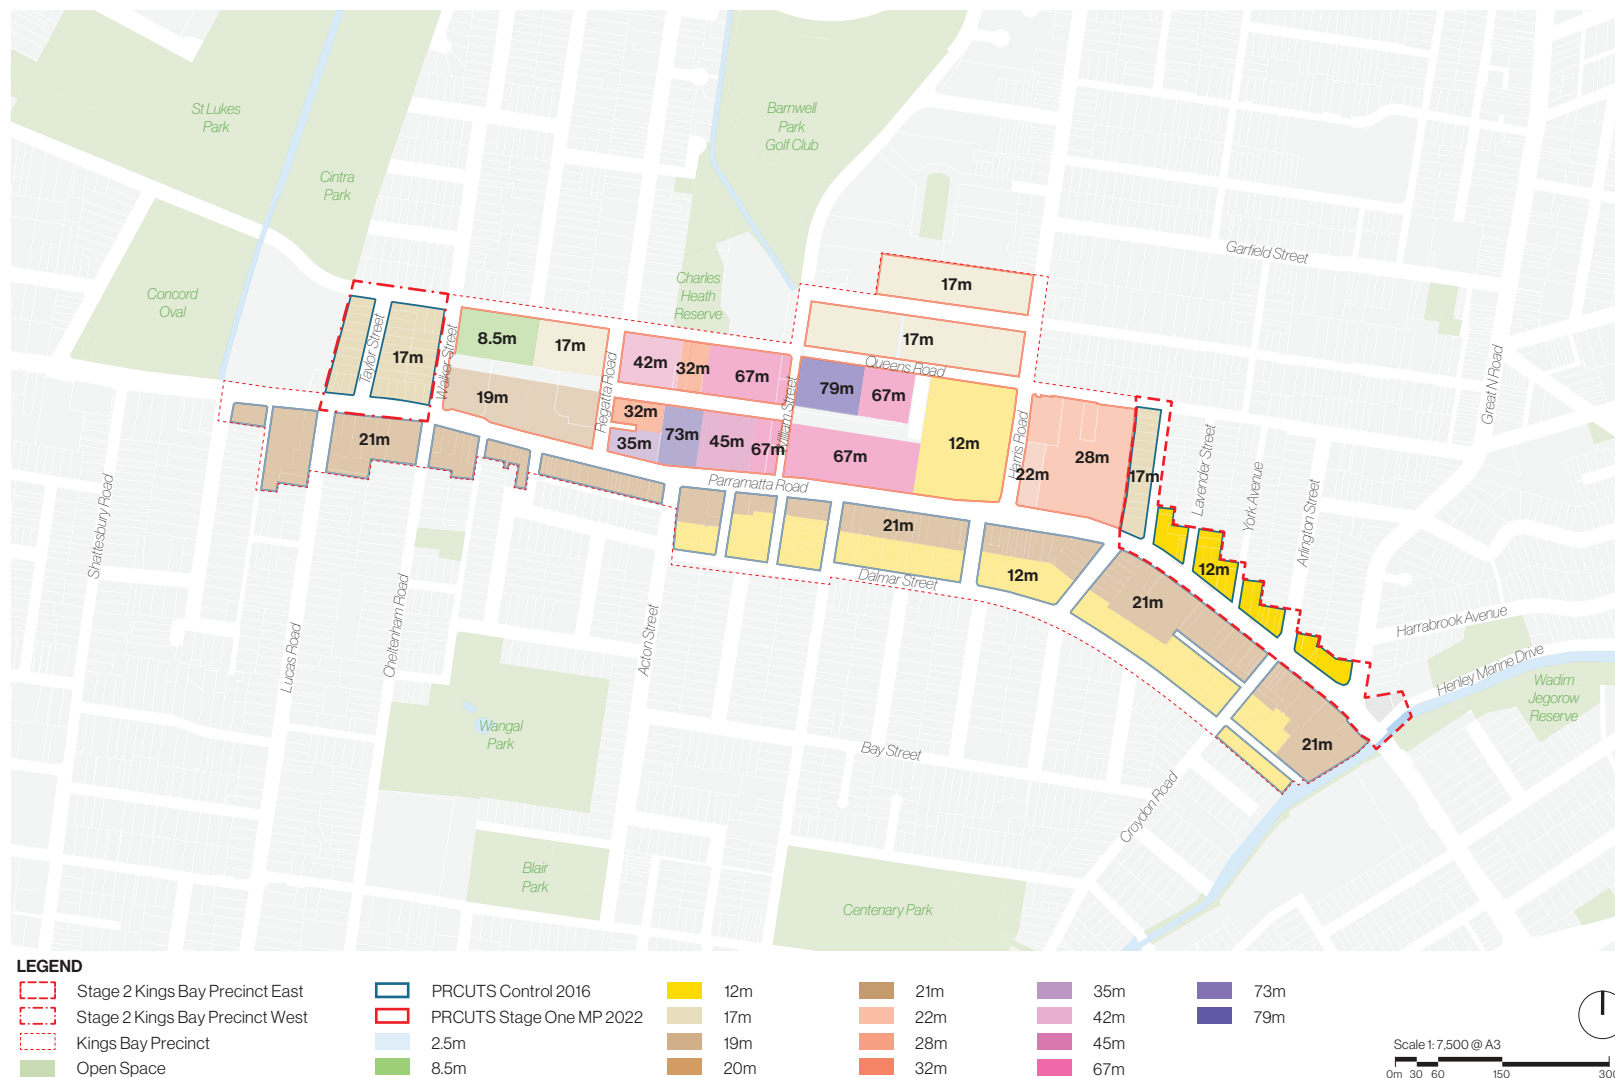 St Lukes
Park
Barnwell
Park
Golf Club
Cintra
Park
Garfield Street
Concord
Oval
Charles
Heath
Reserve
17m
Taylor Street
17m
Walker Street
8.5m
17m
Regatta Road
42m
32m
67m
17m
Queens Road
William Street
79m
67m
Great N Road
19m
32m
35m
73m
45m
67m
67m
12m
Harris Road
22m
28m
17m
21m
Parramatta Road
Lavender Street
York Avenue
Arlington Street
Shattesbury Road
21m
12m
Dalmar Street
12m
21m
Harrabrook Avenue
Henley Marine Drive
Wadim
Jegorow
Reserve
Lucas Road
Cheltenham Road
Acton Street
Wangal
Park
Bay Street
21m
Croydon Road
Blair
Park
Centenary Park
LEGEND
Stage 2 Kings Bay Precinct East
Stage 2 Kings Bay Precinct West
Kings Bay Precinct
Open Space
PRCUTS Control 2016
PRCUTS Stage One MP 2022
2.5m
8.5m
12m
17m
19m
20m
21m
22m
28m
32m
35m
42m
45m
67m
73m
79m
Scale 1: 7,500 @ A3
0m 30 60 150 300